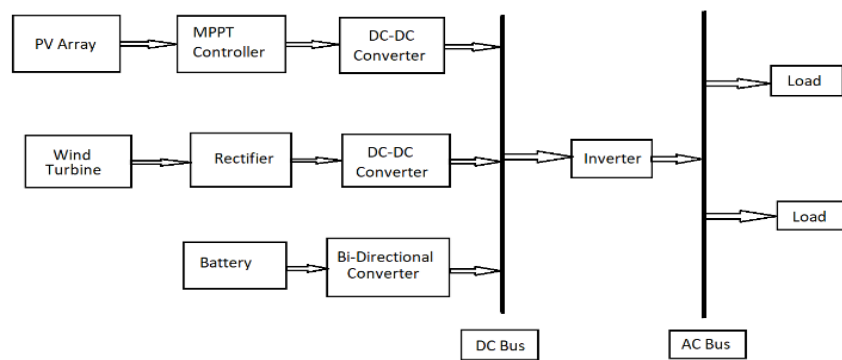 PV Array
MPPT
Controller
DC-DC
Converter
Load
Wind
Turbine
Rectifier
DC-DC
Converter
Inverter
Load
Battery
Bi-Directional
Converter
DC Bus
AC Bus